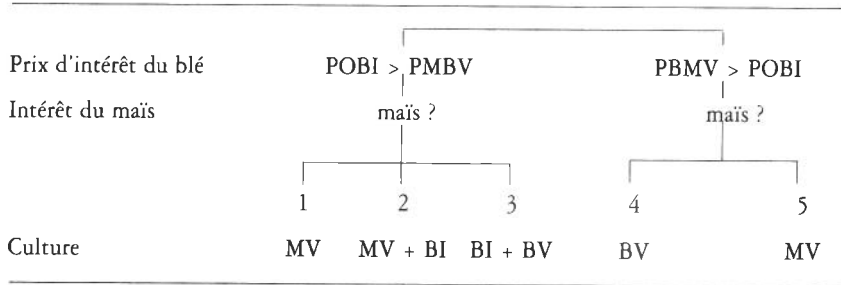 Prix d'intérêt du blé POBI > PMBV PBMV > POBI
Intérêt du maïs maïs ? maïs ?
1 2 3 4 5
Culture MV MV + BI BI + BV BV MV